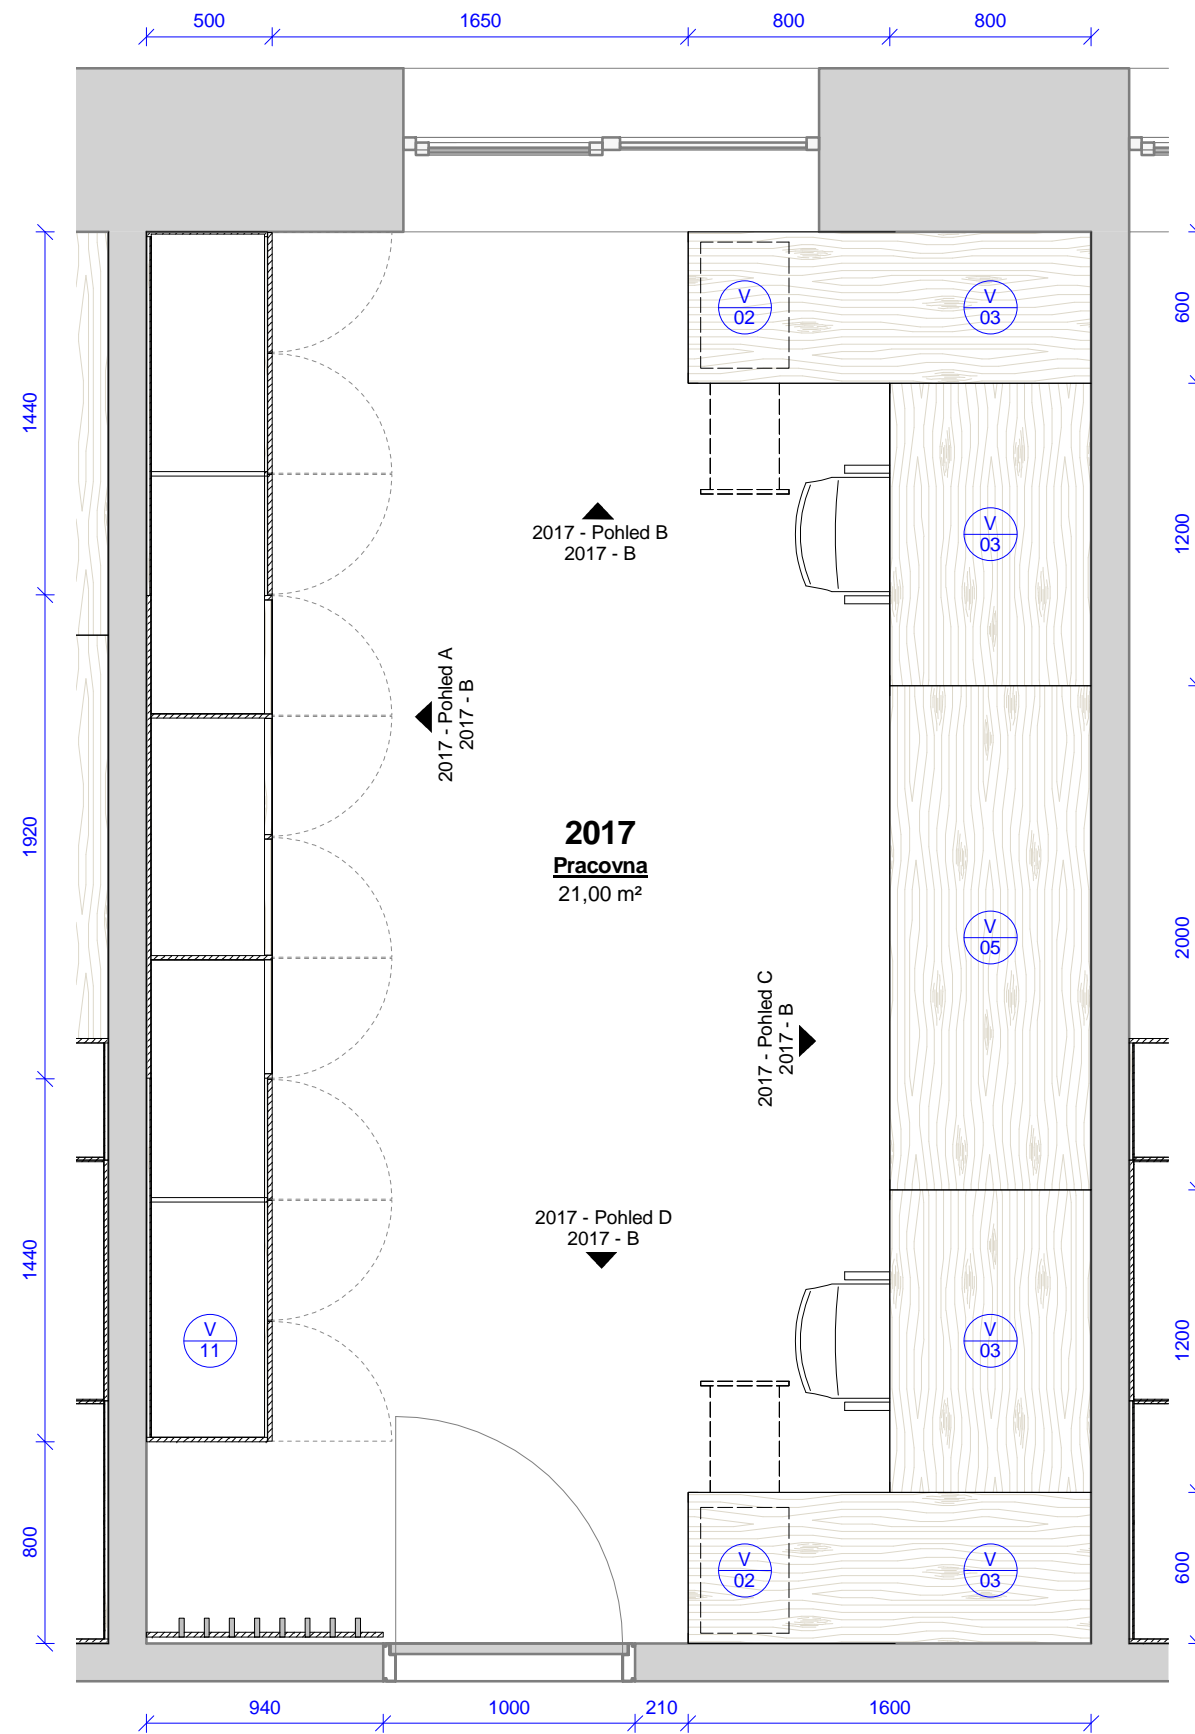 500
1650
800
800
V
02
V
03
600
1440
2017 - Pohled B
2017 - B
V
03
1200
2017 - Pohled A
2017 - B
2017
Pracovna
21,00 m²
1920
V
05
2000
2017 - Pohled C
2017 - B
2017 - Pohled D
2017 - B
1440
V
11
V
03
1200
800
V
02
V
03
600
940
1000
210
1600